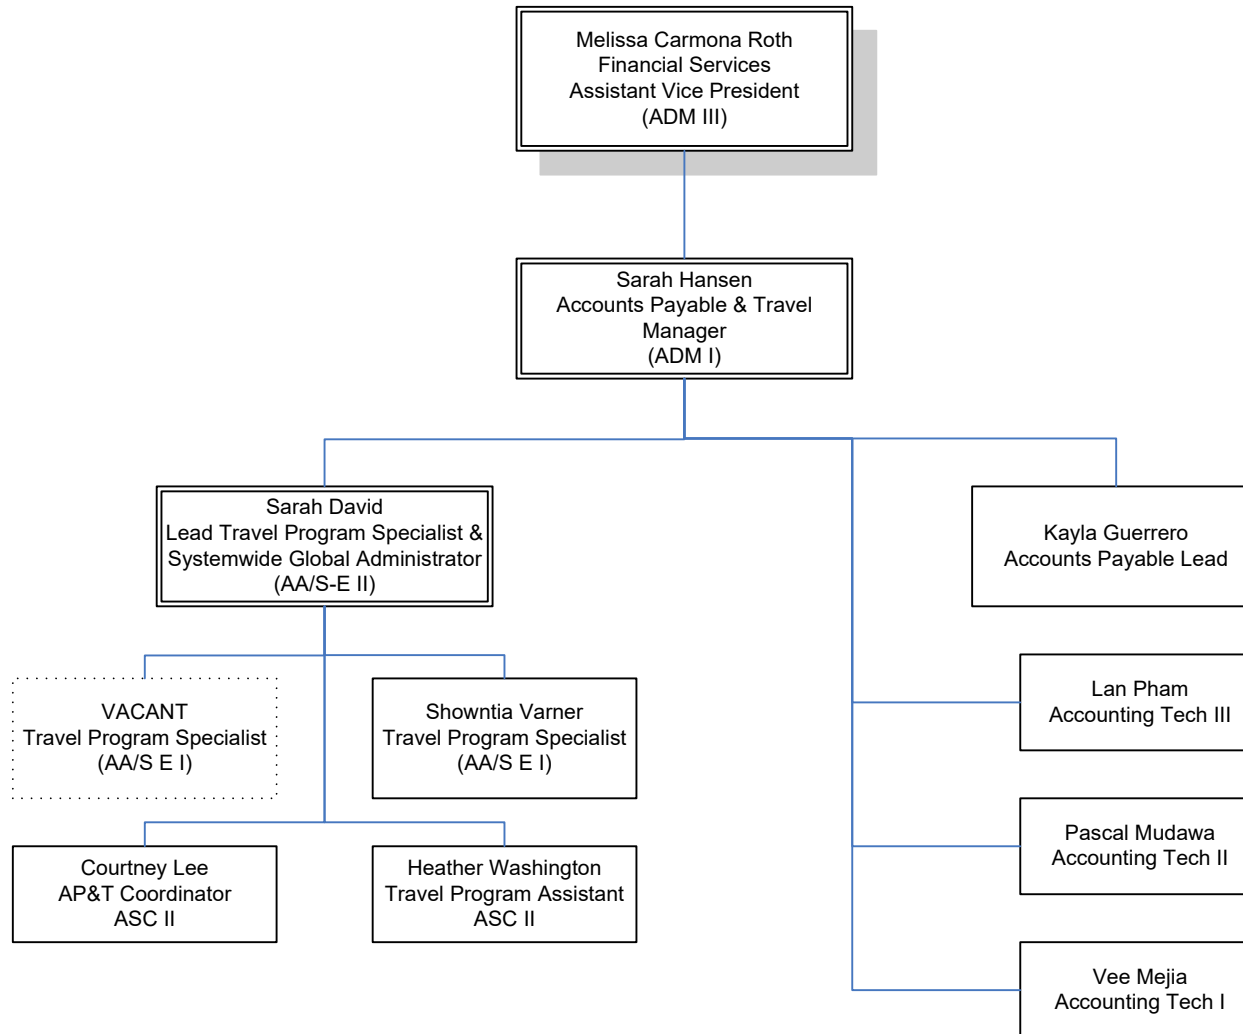 Melissa Carmona Roth
Financial Services
Assistant Vice President
(ADM III)
Sarah Hansen
Accounts Payable & Travel
Manager
(ADM I)
Sarah David
Lead Travel Program Specialist &
Systemwide Global Administrator
(AA/S-E II)
Kayla Guerrero
Accounts Payable Lead
VACANT
Travel Program Specialist
(AA/S E I)
Showntia Varner
Travel Program Specialist
(AA/S E I)
Lan Pham
Accounting Tech III
Pascal Mudawa
Accounting Tech II
Courtney Lee
AP&T Coordinator
ASC II
Heather Washington
Travel Program Assistant
ASC II
Vee Mejia
Accounting Tech I